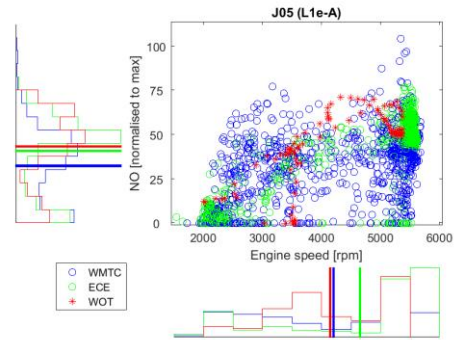 J05 (L1e-A)
NO [normalised to max]
100
75
50
25
0
2000 3000 4000 5000 6000
Engine speed [rpm]
WMTC
ECE
WOT